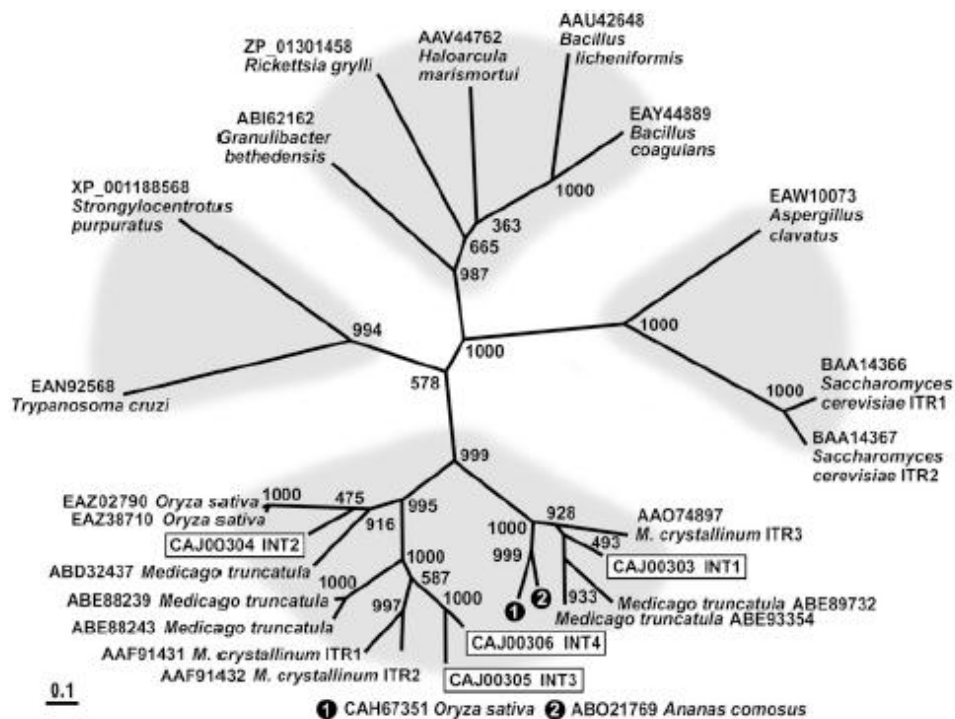 AAU42648
Bacillus
licheniformis
AAV44762
Haloarcula
marismortui
ZP_01301458
Rickettsia grylli
EAY44889
Bacillus
coagulans
ABI62162
Granulibacter
bethedensis
1000
XP_001188568
Strongylocentrotus
purpuratus
EAW10073
Aspergillus
clavatus
363
665
987
994
1000
1000
578
EAN92568
Trypanosoma cruzi
1000
BAA14366
Saccharomyces
cerevisiae ITR1
BAA14367
Saccharomyces
cerevisiae ITR2
999
EAZ02790 Oryza sativa
1000
475
995
EAZ38710 Oryza sativa
916
CAJ00304 INT2
1000
928
AAO74897
M. crystallinum ITR3
493
999
CAJ00303 INT1
ABD32437 Medicago truncatula
1000
1000
587
ABE88239 Medicago truncatula
997
1000
1
2
933
Medicago truncatula ABE89732
Medicago truncatula ABE93354
ABE88243 Medicago truncatula
CAJ00306 INT4
AAF91431 M. crystallinum ITR1
AAF91432 M. crystallinum ITR2
CAJ00305 INT3
0.1
1 CAH67351 Oryza sativa 2 ABO21769 Ananas comosus